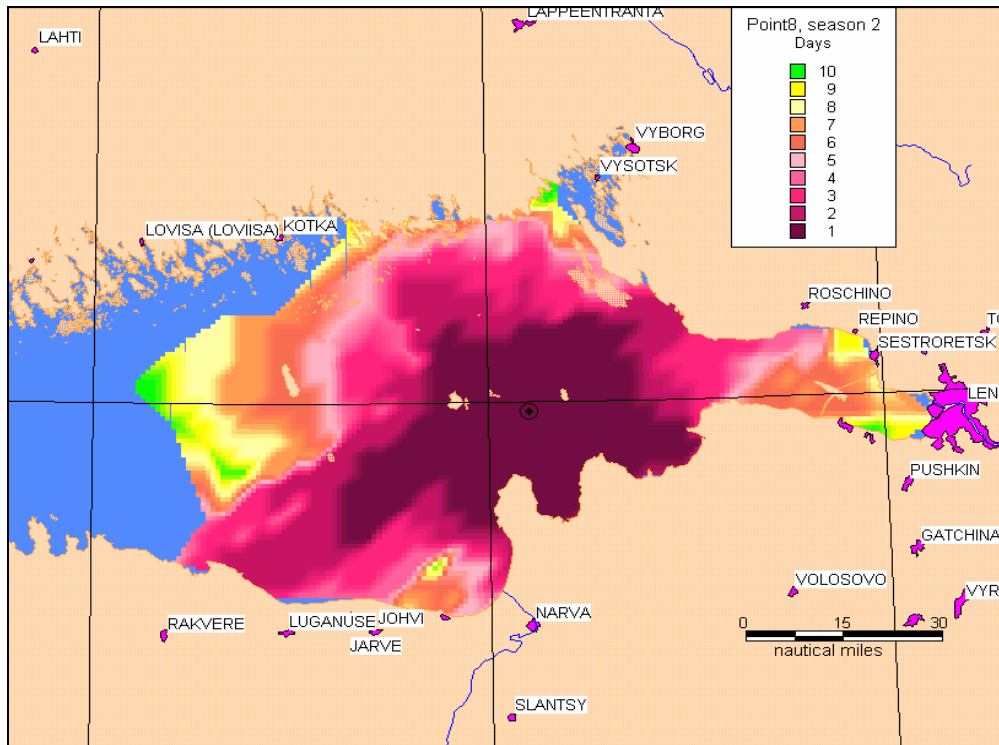 LAPPEENTRANTA
LAHTI
Point8, season 2
Days
10
9
8
7
6
5
4
3
2
1
VYBORG
VYSOTSK
LOVISA (LOVIISA)
KOTKA
ROSCHINO
REPINO
TO
SESTRORETSK
LEN
PUSHKIN
GATCHINA
VOLOSOVO
VYR
RAKVERE
LUGANUSE
JOHVI
JARVE
NARVA
0 15 30
nautical miles
SLANTSY